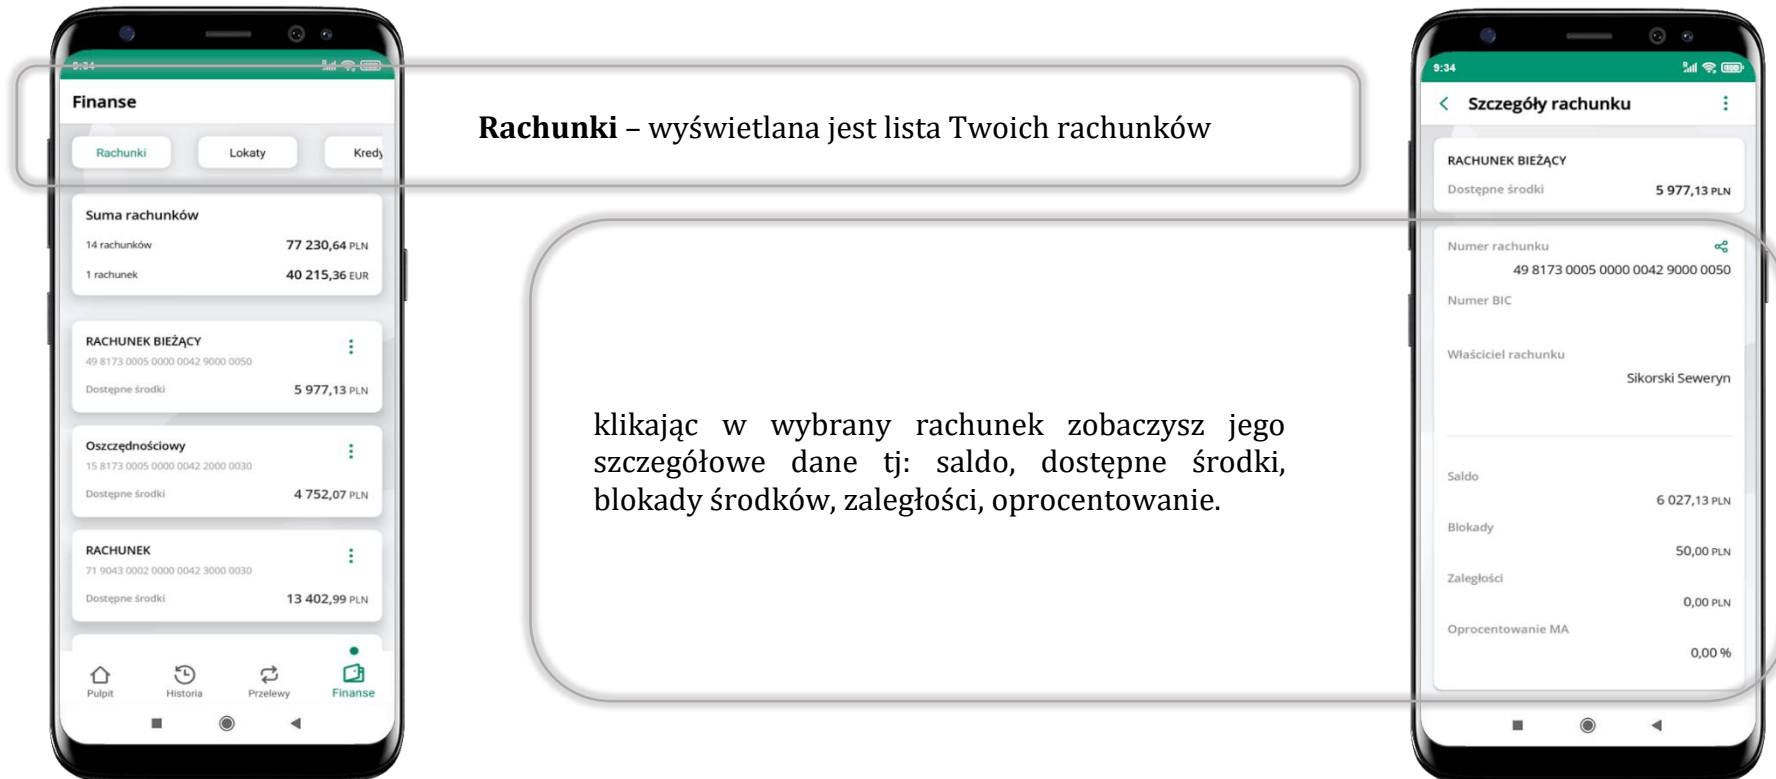 9:34
Finanse
Rachunki Lokaty Kredy
Suma rachunków
14 rachunków 77 230,64 PLN
1 rachunek 40 215,36 EUR
RACHUNEK BIEŻĄCY
49 8173 0005 0000 0042 9000 0050
Dostępne środki 5 977,13 PLN
Oszczędnościowy
15 8173 0005 0000 0042 2000 0030
Dostępne środki 4 752,07 PLN
RACHUNEK
71 9043 0002 0000 0042 3000 0030
Dostępne środki 13 402,99 PLN
Pulpit Historia Przelewy Finanse
Rachunki – wyświetlana jest lista Twoich rachunków
klikając w wybrany rachunek zobaczysz jego
szczegółowe dane tj: saldo, dostępne środki,
blokady środków, zaległości, oprocentowanie.
9:34
Szczegóły rachunku
RACHUNEK BIEŻĄCY
Dostępne środki 5 977,13 PLN
Numer rachunku
49 8173 0005 0000 0042 9000 0050
Numer BIC
Właściciel rachunku
Sikorski Seweryn
Saldo
6 027,13 PLN
Blokady
50,00 PLN
Zaległości
0,00 PLN
Oprocentowanie MA
0,00 %